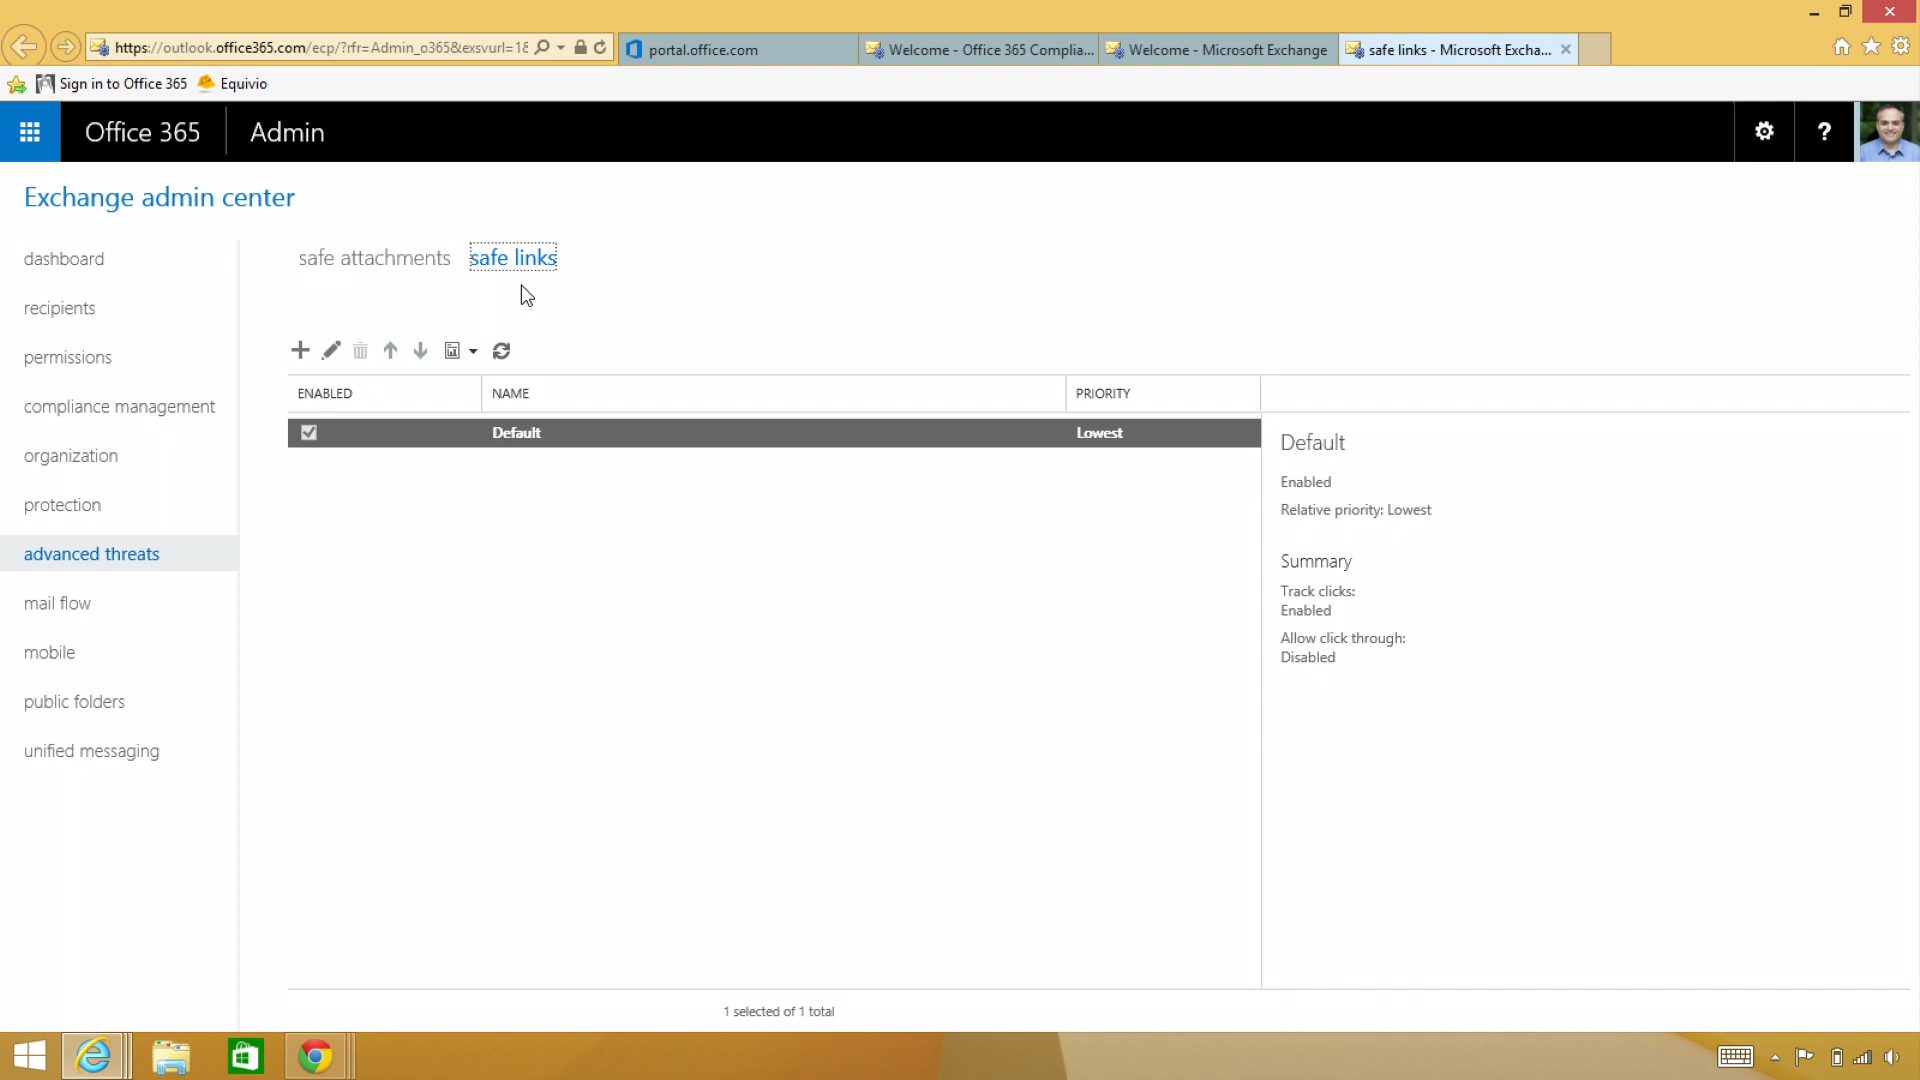 https://outlook.office365.com/ecp/?rfr=Admin_o365&exsvurl=1&
portal.office.com
Welcome - Office 365 Complia...
Welcome - Microsoft Exchange
safe links - Microsoft Excha...
Sign in to Office 365
Equivio
Office 365
Admin
?
Exchange admin center
dashboard
recipients
permissions
compliance management
organization
protection
advanced threats
mail flow
mobile
public folders
unified messaging
safe attachments
safe links
ENABLED
NAME
PRIORITY
Default
Lowest
Default
Enabled
Relative priority: Lowest
Summary
Track clicks:
Enabled
Allow click through:
Disabled
1 selected of 1 total